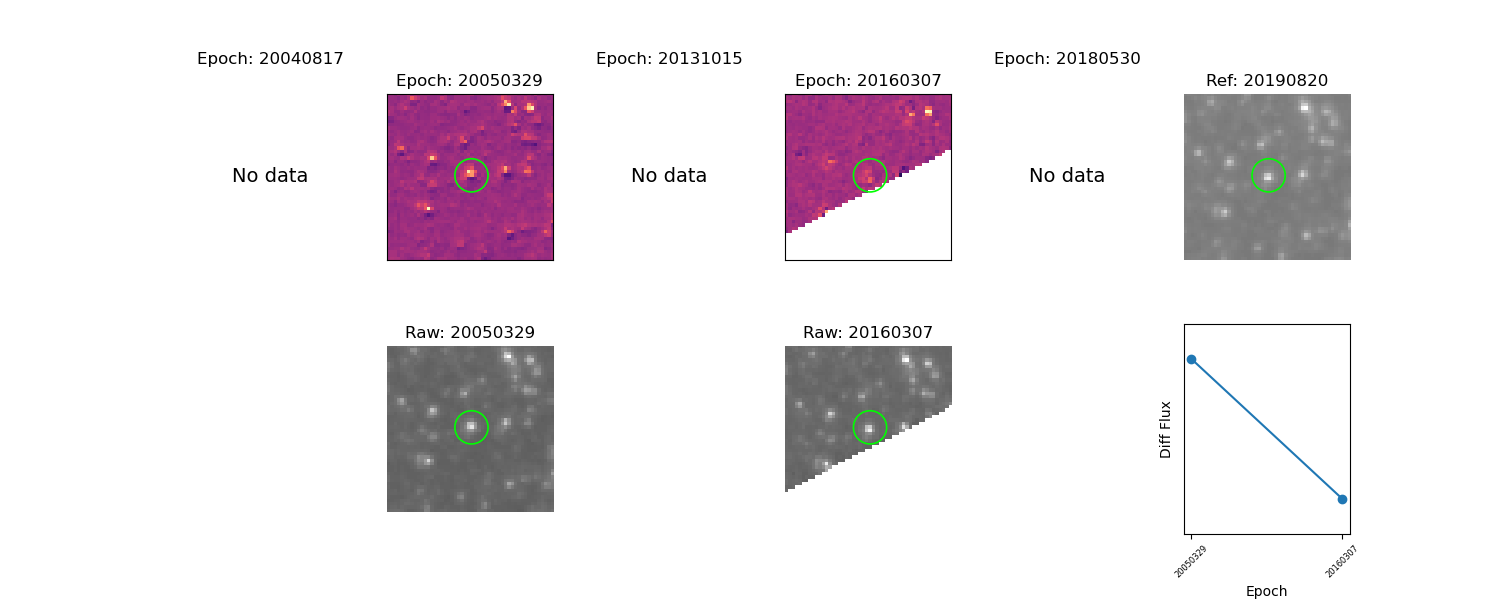 Epoch: 20040817
Epoch: 20131015
Epoch: 20180530
Epoch: 20050329
Epoch: 20160307
Ref: 20190820
No data
No data
No data
Raw: 20050329
Raw: 20160307
Diff Flux
20050329
20160307
Epoch